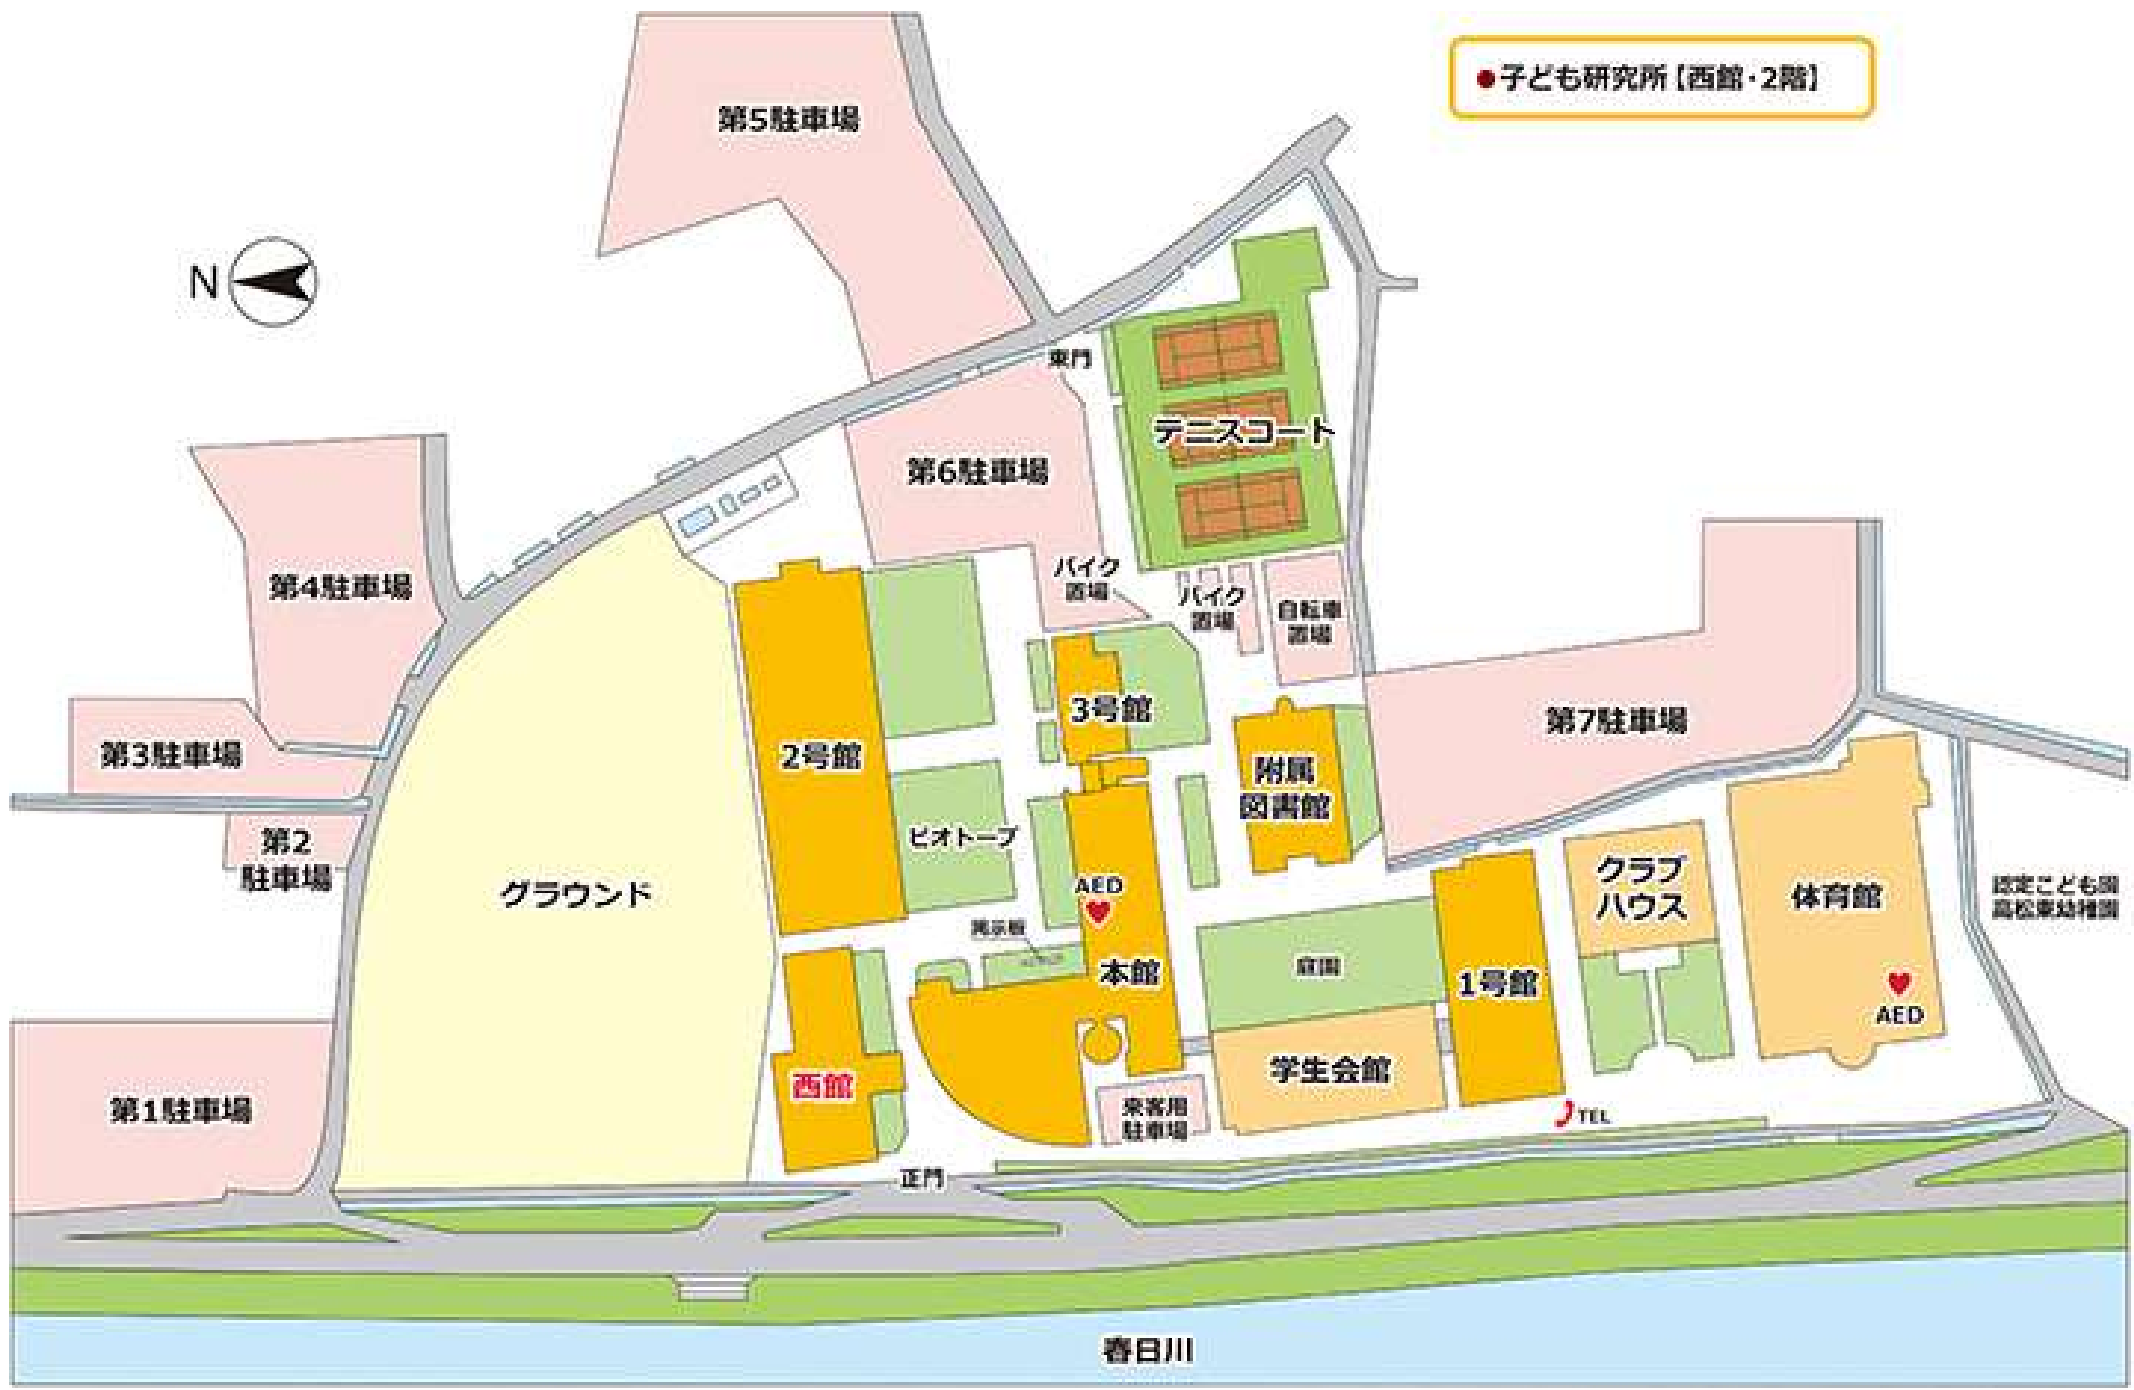 ●子ども研究所【西館・2階】
第5駐車場
N
東門
テニスコート
第6駐車場
バイク
置場
バイク
置場
自転車
置場
第4駐車場
第3駐車場
第2
駐車場
第1駐車場
グラウンド
2号館
3号館
附属
図書館
第7駐車場
ビオトープ
AED
掲示板
本館
庭園
1号館
クラブ
ハウス
体育館
AED
認定こども園
高松東幼稚園
西館
学生会館
来客用
駐車場
TEL
正門
春日川